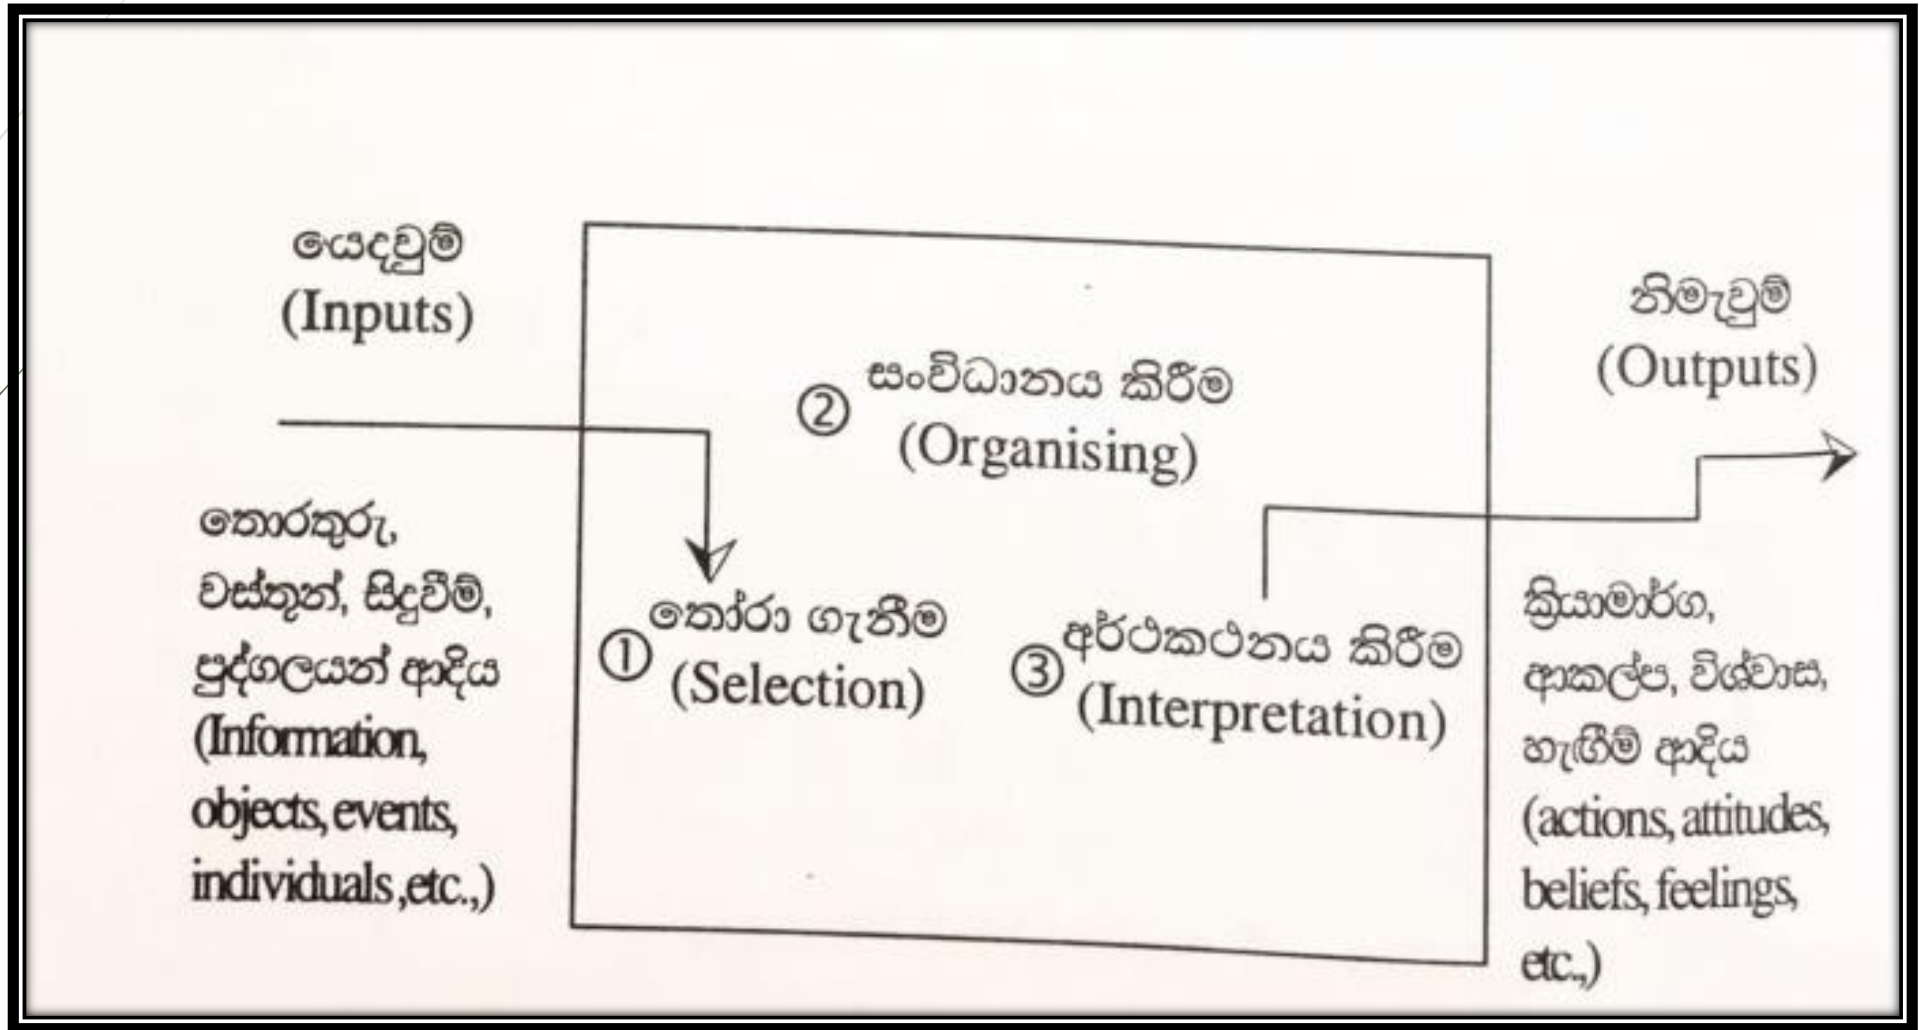 යෙදවුම්
(Inputs)
තොරතුරු,
වස්තූන්, සිදුවීම්,
පුද්ගලයන් ආදිය
(Information,
objects, events,
individuals ,etc.,)
② සංවිධානය කිරීම
(Organising)
① තෝරා ගැනීම
(Selection)
③ අර්ථකථනය කිරීම
(Interpretation)
නිමැවුම්
(Outputs)
ක්‍රියාමාර්ග,
ආකල්ප, විශ්වාස,
හැඟීම් ආදිය
(actions, attitudes,
beliefs, feelings,
etc.,)